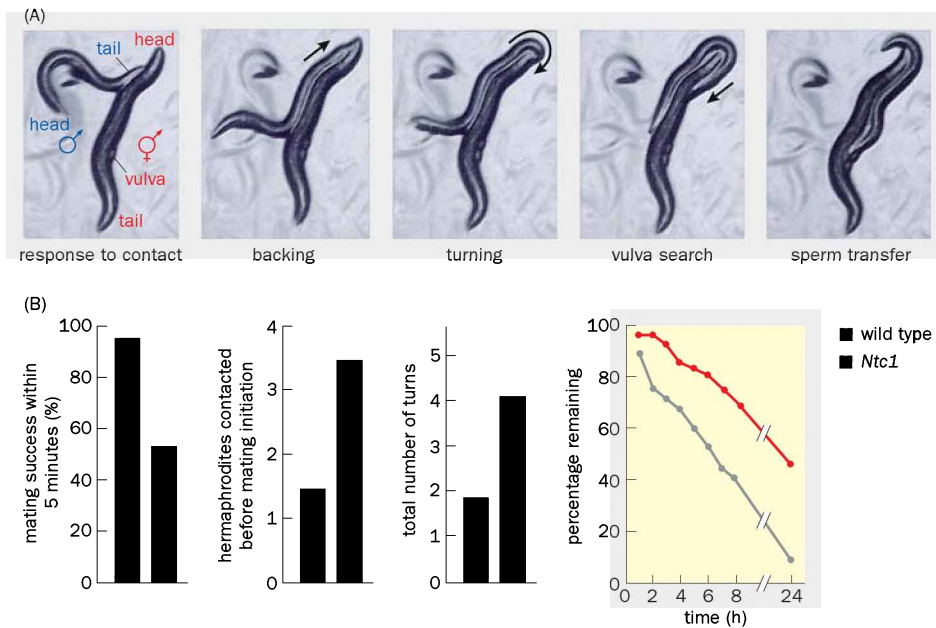 (A)
tail
head
head
♂
⚥
vulva
tail
response to contact
backing
turning
vulva search
sperm transfer
(B)
mating success within
5 minutes (%)
100
80
60
40
20
0
hermaphrodites contacted
before mating initiation
4
3
2
1
0
total number of turns
5
4
3
2
1
0
percentage remaining
100
80
60
40
20
0
0 2 4 6 8 24
time (h)
wild type
Ntc1